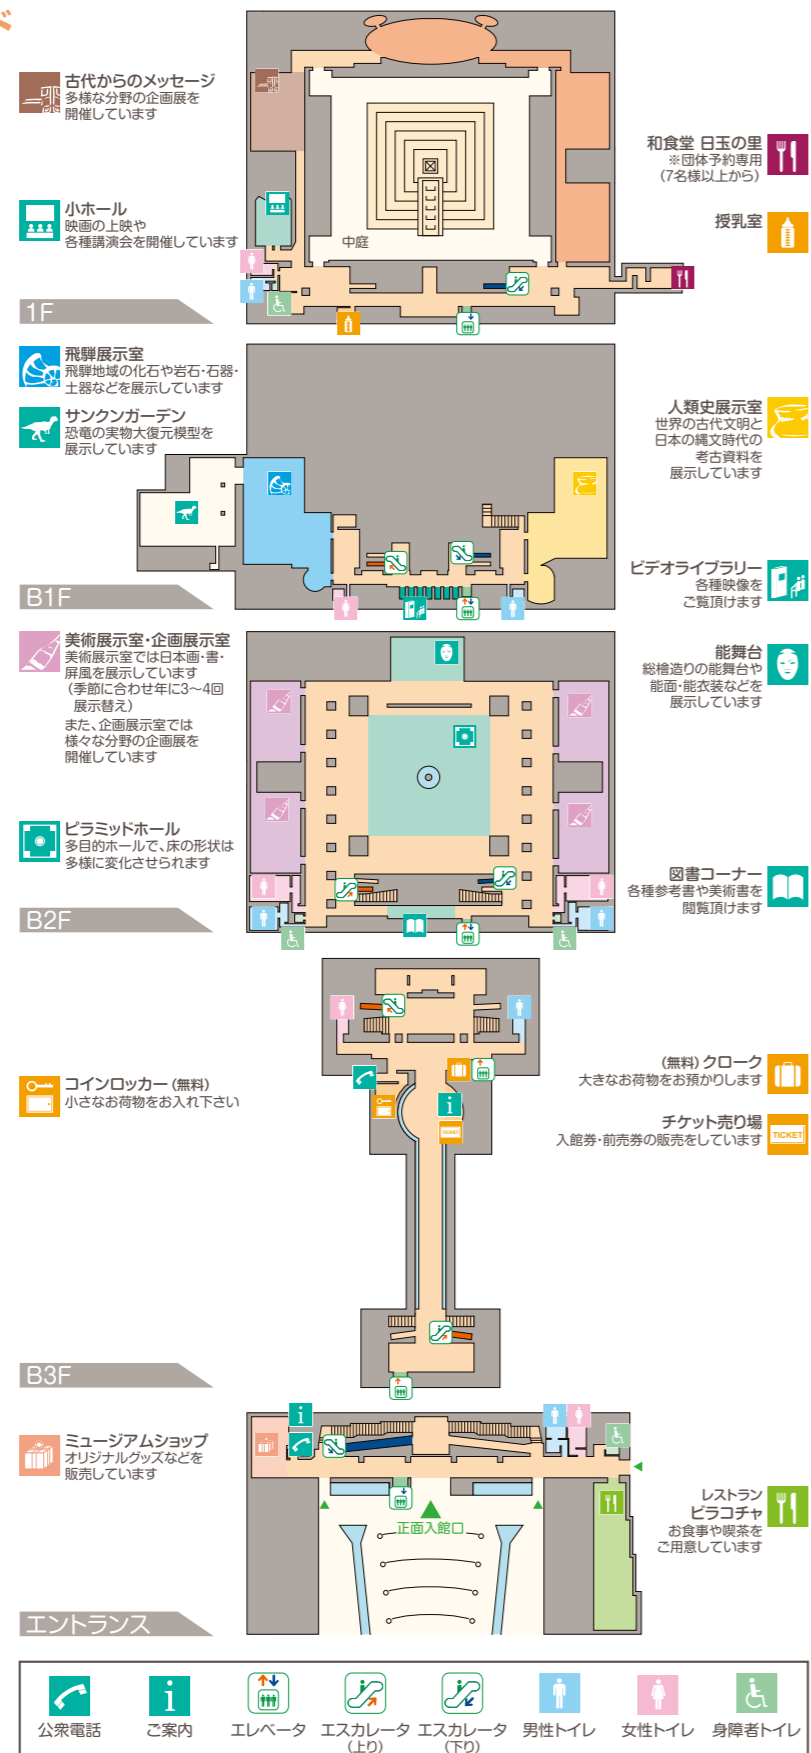 ド
古代からのメッセージ
多様な分野の企画展を
開催しています
和食堂 日玉の里
※団体予約専用
(7名様以上から)
小ホール
映画の上映や
各種講演会を開催しています
授乳室
中庭
1F
飛騨展示室
飛騨地域の化石や岩石・石器・
土器などを展示しています
サンクンガーデン
恐竜の実物大復元模型を
展示しています
人類史展示室
世界の古代文明と
日本の縄文時代の
考古資料を
展示しています
ビデオライブラリー
各種映像を
ご覧頂けます
B1F
美術展示室・企画展示室
美術展示室では日本画・書・
屏風を展示しています
(季節に合わせ年に3〜4回
展示替え)
また、企画展示室では
様々な分野の企画展を
開催しています
能舞台
総檜造りの能舞台や
能面・能衣装などを
展示しています
ピラミッドホール
多目的ホールで、床の形状は
多様に変化させられます
図書コーナー
各種参考書や美術書を
閲覧頂けます
B2F
コインロッカー (無料)
小さなお荷物をお入れ下さい
(無料) クローク
大きなお荷物をお預かりします
i
TICKET
チケット売り場
入館券・前売券の販売をしています
TICKET
B3F
ミュージアムショップ
オリジナルグッズなどを
販売しています
i
レストラン
ピラコチャ
お食事や喫茶を
ご用意しています
正面入館口
エントランス
i
公衆電話
ご案内
エレベータ
エスカレータ
(上り)
エスカレータ
(下り)
男性トイレ
女性トイレ
身障者トイレ